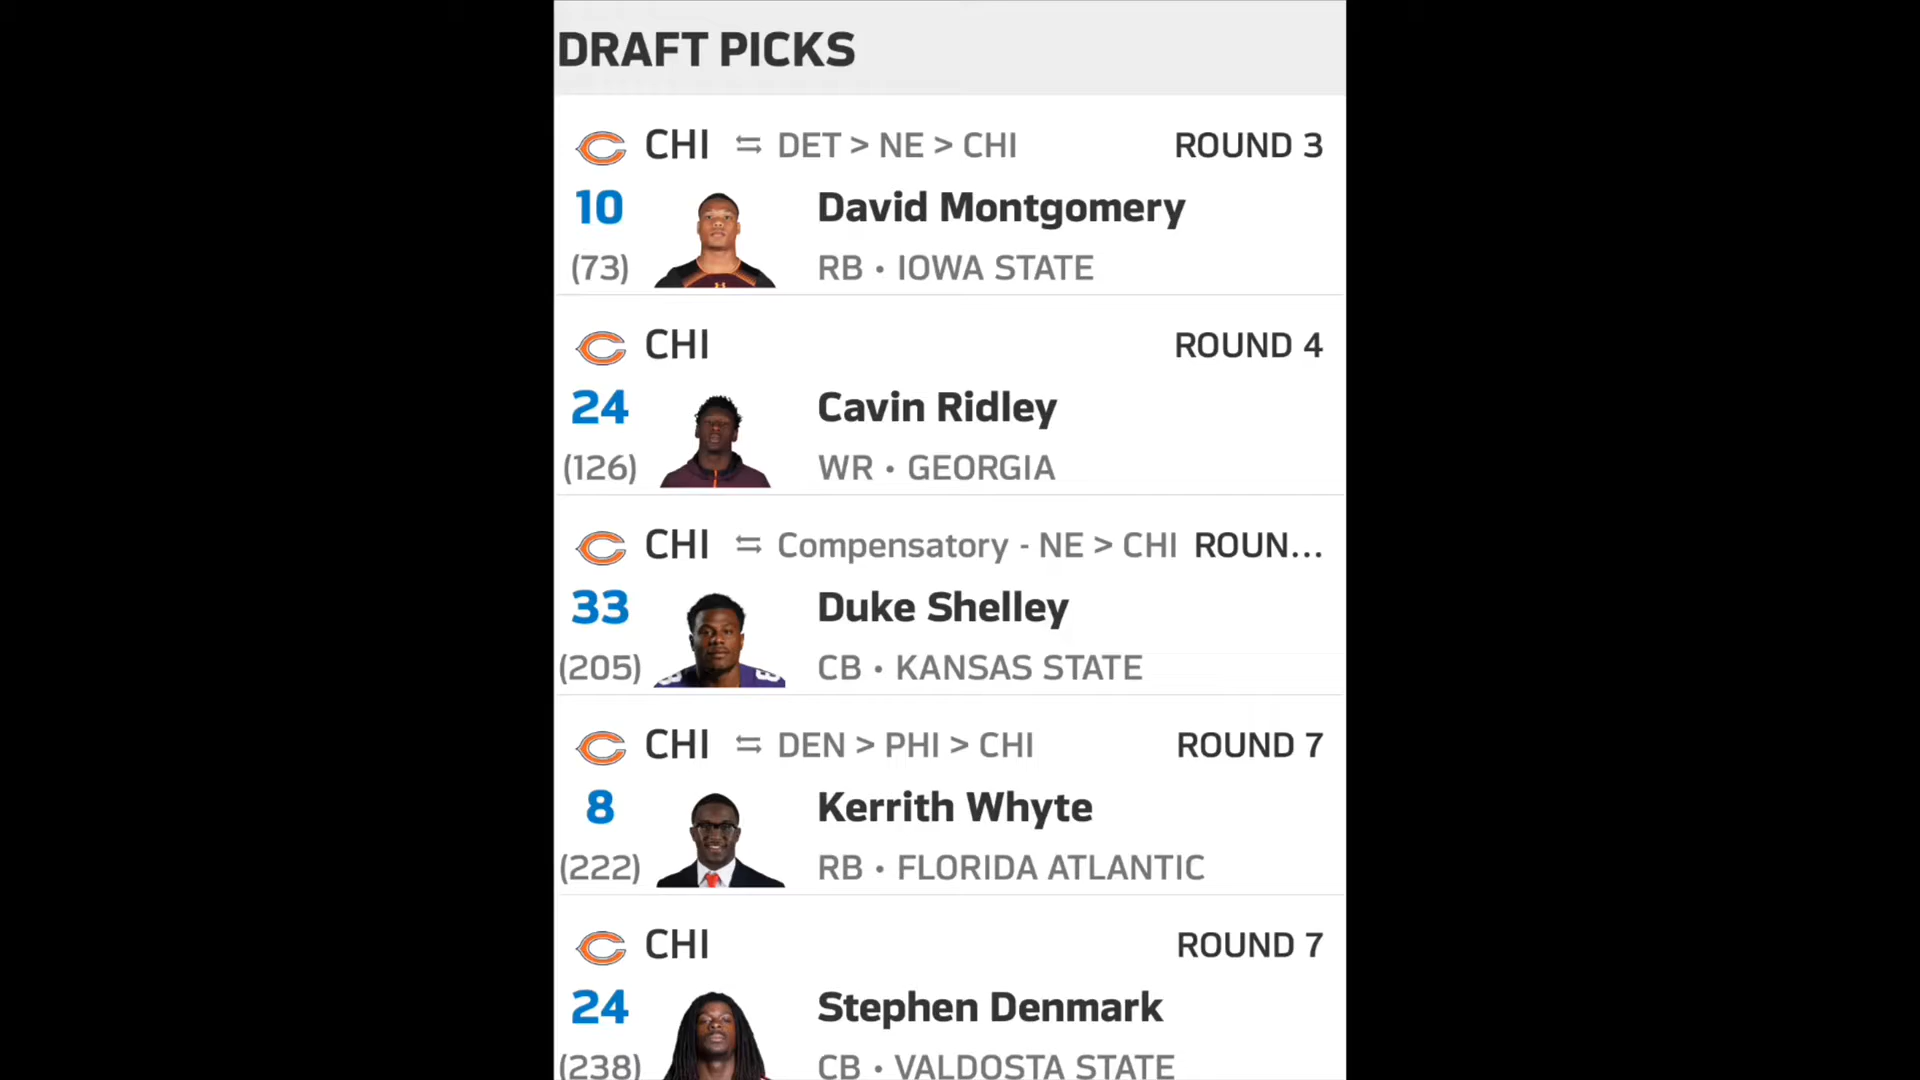 DRAFT PICKS
CHI ⇆ DET > NE > CHI ROUND 3
10 David Montgomery
(73) RB • IOWA STATE
CHI ROUND 4
24 Cavin Ridley
(126) WR • GEORGIA
CHI ⇆ Compensatory - NE > CHI ROUN...
33 Duke Shelley
(205) CB • KANSAS STATE
CHI ⇆ DEN > PHI > CHI ROUND 7
8 Kerrith Whyte
(222) RB • FLORIDA ATLANTIC
CHI ROUND 7
24 Stephen Denmark
(238) CB • VALDOSTA STATE